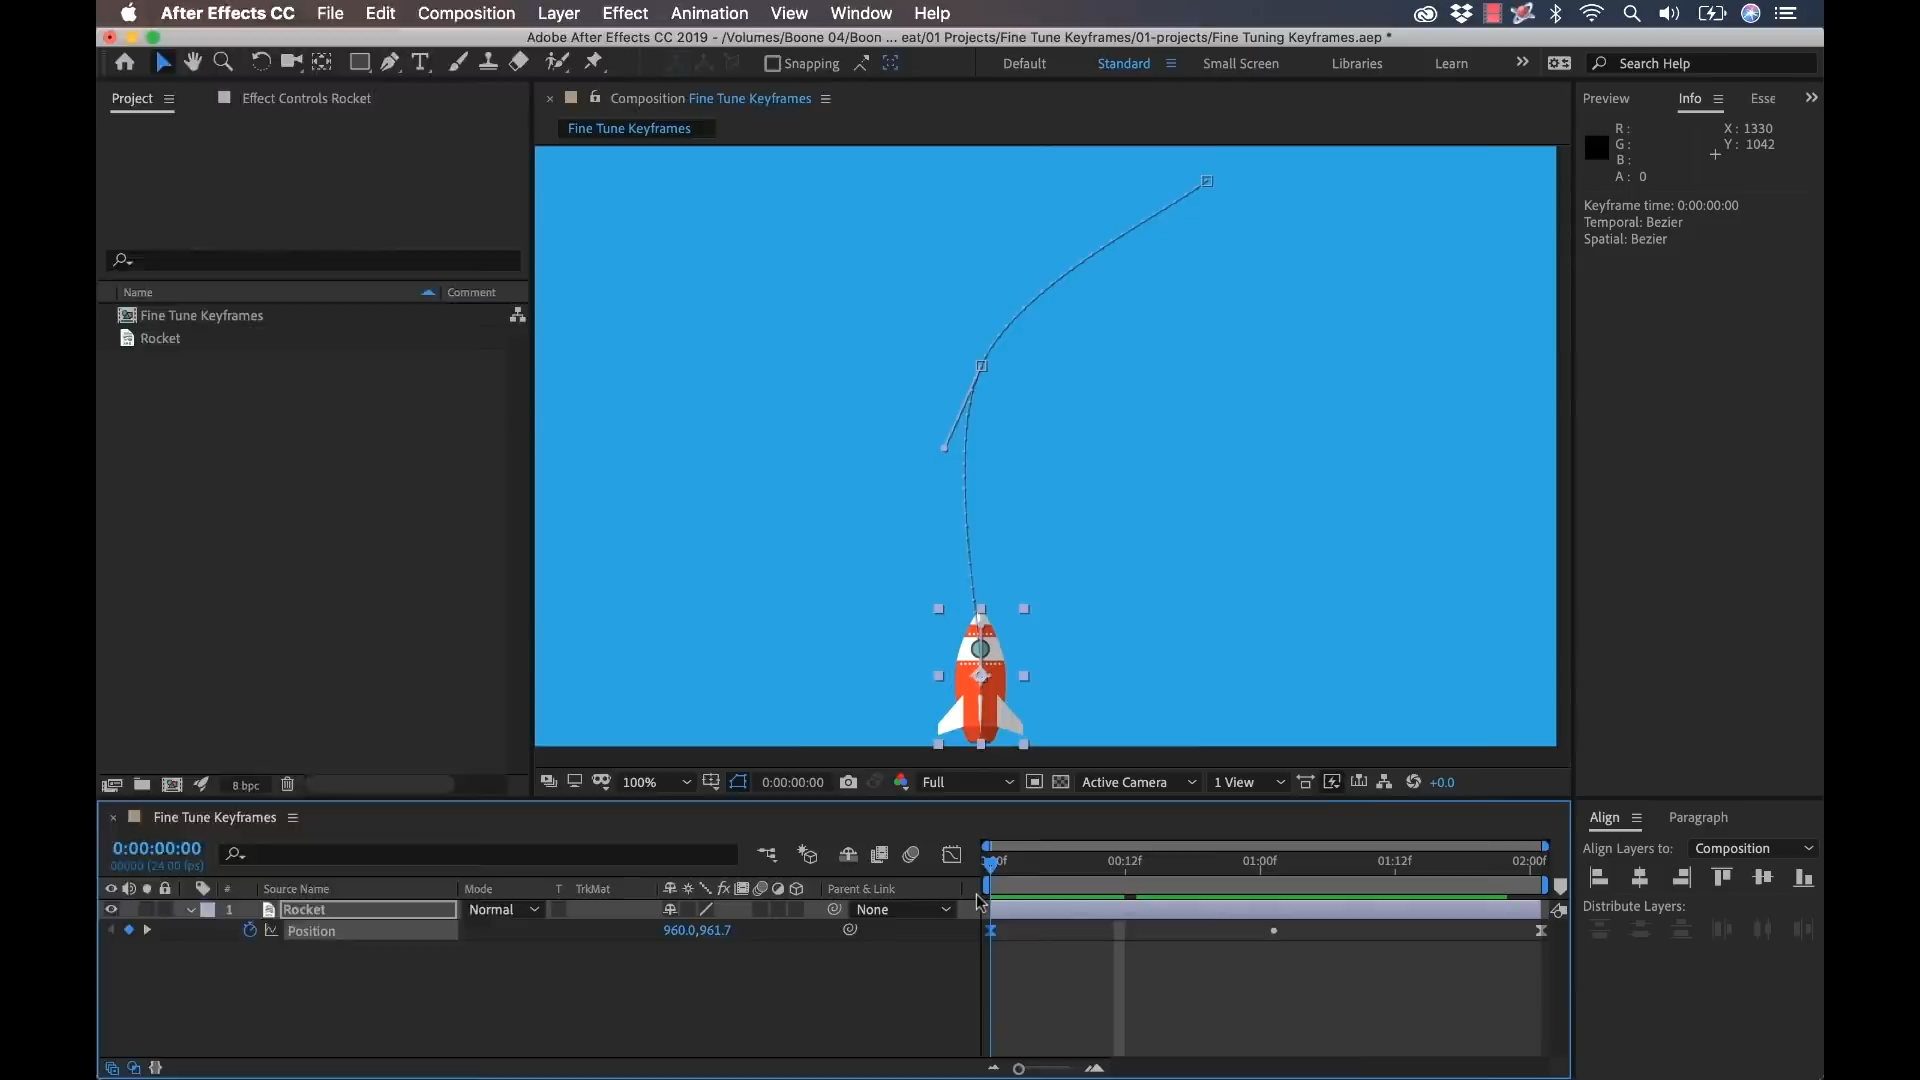 After Effects CC File Edit Composition Layer Effect Animation View Window Help
Adobe After Effects CC 2019 - /Volumes/Boone 04/Boon ... eat/01 Projects/Fine Tune Keyframes/01-projects/Fine Tuning Keyframes.aep *
Snapping Default Standard Small Screen Libraries Learn Search Help
Project Effect Controls Rocket
Composition Fine Tune Keyframes
Preview Info Esse
Fine Tune Keyframes
R : X : 1330
G : Y : 1042
B :
A : 0
Keyframe time: 0:00:00:00
Temporal: Bezier
Spatial: Bezier
Name Comment
Fine Tune Keyframes
Rocket
8 bpc
100% 0:00:00:00 Full Active Camera 1 View +0.0
Fine Tune Keyframes
0:00:00:00
00000 (24.00 fps)
00f 00:12f 01:00f 01:12f 02:00f
# Source Name Mode T TrkMat fx Parent & Link
1 Rocket Normal None
Position 960.0,961.7
Align Paragraph
Align Layers to: Composition
Distribute Layers: